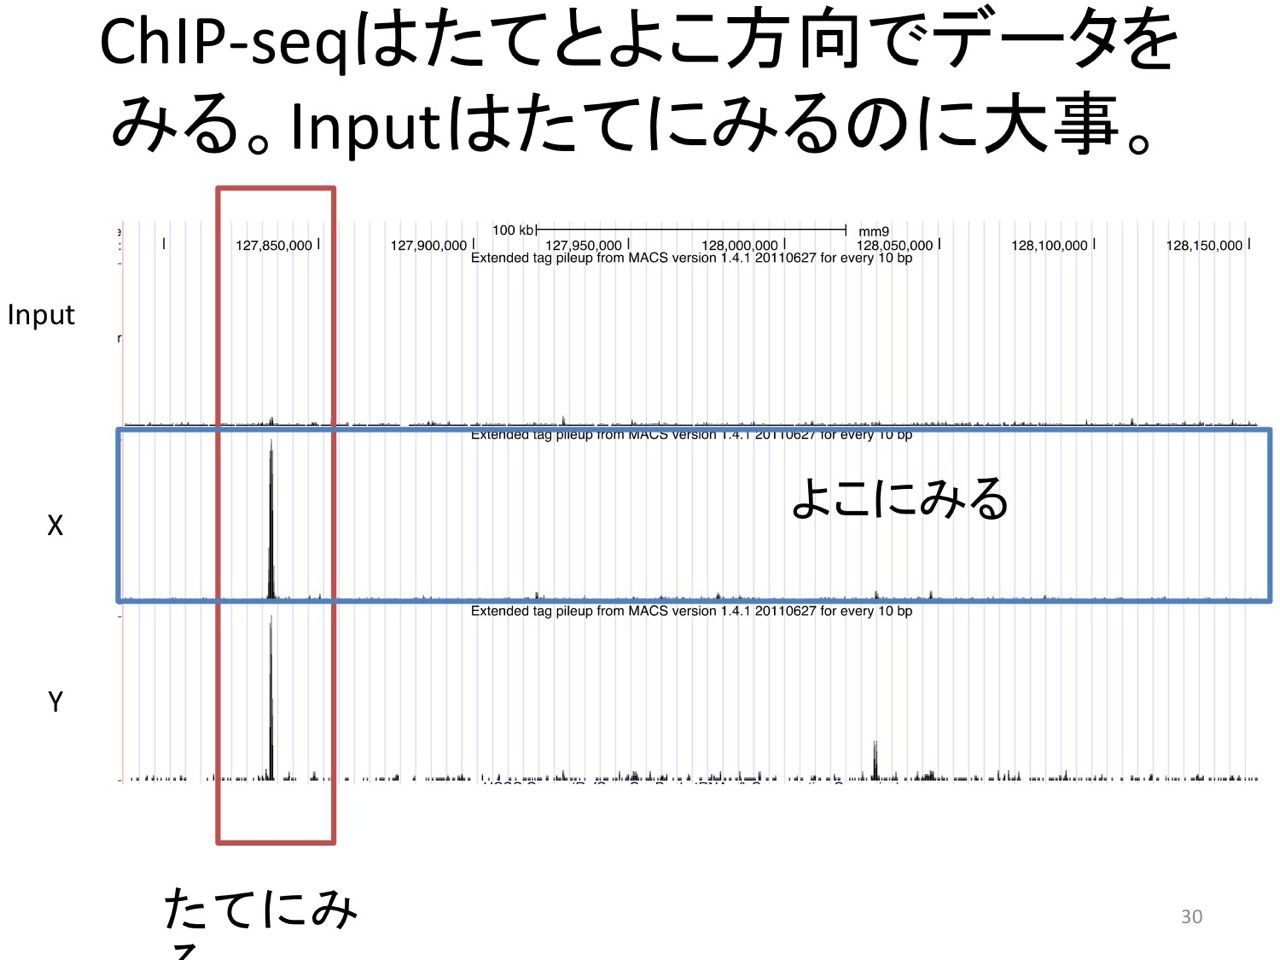 ChIP-seqはたてとよこ方向でデータを
みる。Inputはたてにみるのに大事。
100 kb mm9
127,850,000 127,900,000 127,950,000 128,000,000 128,050,000 128,100,000 128,150,000
Extended tag pileup from MACS version 1.4.1 20110627 for every 10 bp
Input
Extended tag pileup from MACS version 1.4.1 20110627 for every 10 bp
よこにみる
X
Extended tag pileup from MACS version 1.4.1 20110627 for every 10 bp
Y
たてにみ
る
30